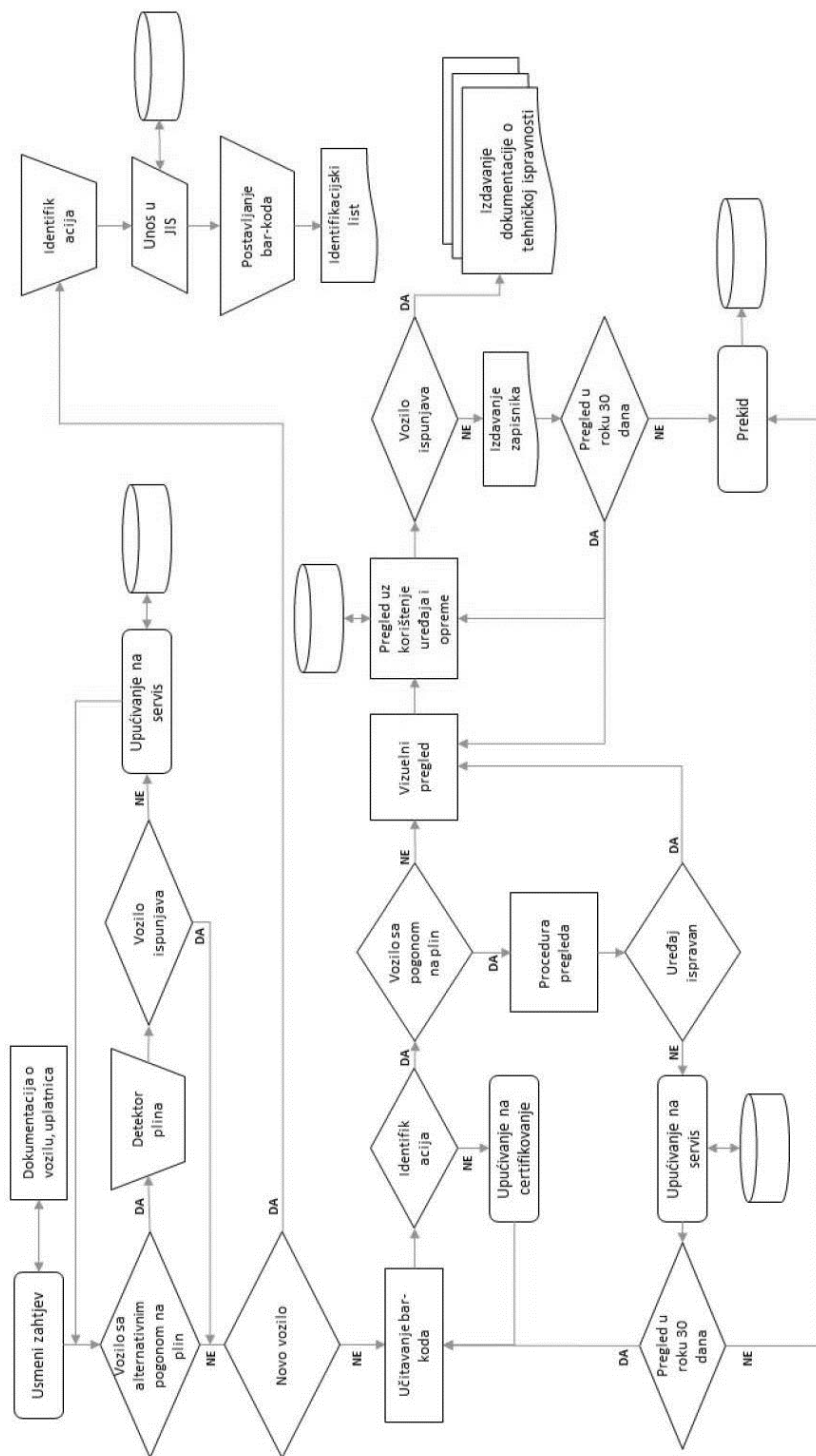 Usmeni zahtjev
Dokumentacija o
vozilu, uplatnica
Vozilo sa
alternativnim
pogonom na
plin
DA
NE
Detektor
plina
Vozilo
ispunjava
NE
DA
Upućivanje na
servis
Novo vozilo
DA
NE
Identifik
acija
Unos u
JIS
Postavljanje
bar-koda
Identifikacijski
list
Učitavanje bar-
koda
Identifik
acija
DA
NE
Upućivanje na
certifikovanje
Vozilo sa
pogonom
na plin
NE
DA
Procedura
pregleda
Uređaj
ispravan
DA
NE
Upućivanje na
servis
Pregled u
roku 30
dana
DA
NE
Vizuelni
pregled
Pregled uz
korištenje
uređaja i
opreme
Vozilo
ispunjava
DA
NE
Izdavanje
dokumentacije o
tehničkoj ispravnosti
Izdavanje
zapisnika
Pregled u
roku 30
dana
DA
NE
Prekid